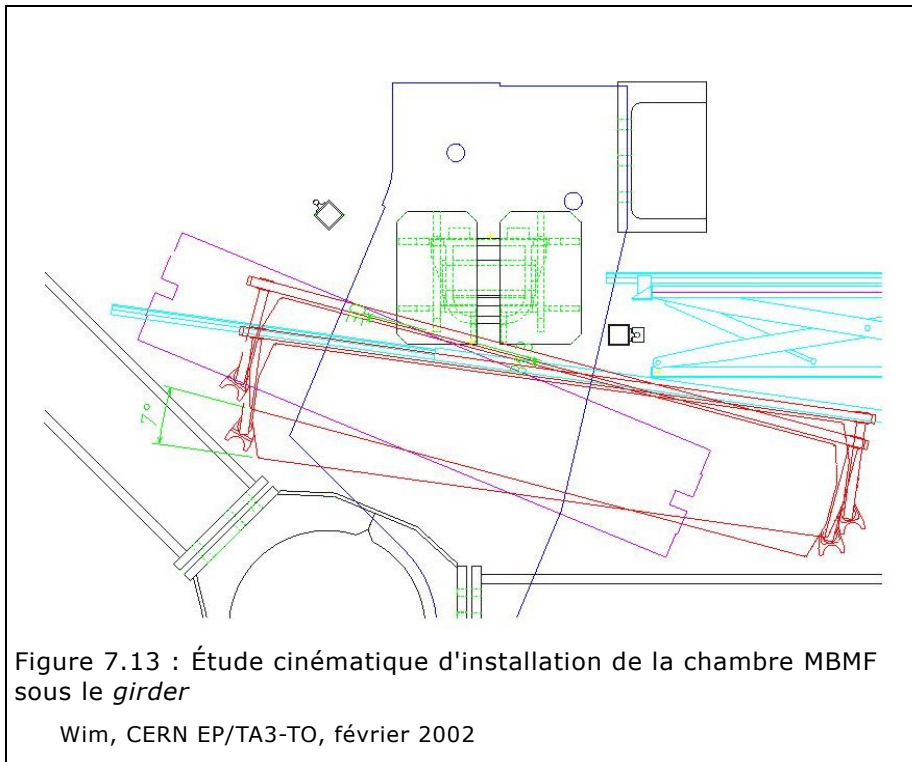 7°
Figure 7.13 : Étude cinématique d'installation de la chambre MBMF
sous le girder
Wim, CERN EP/TA3-TO, février 2002